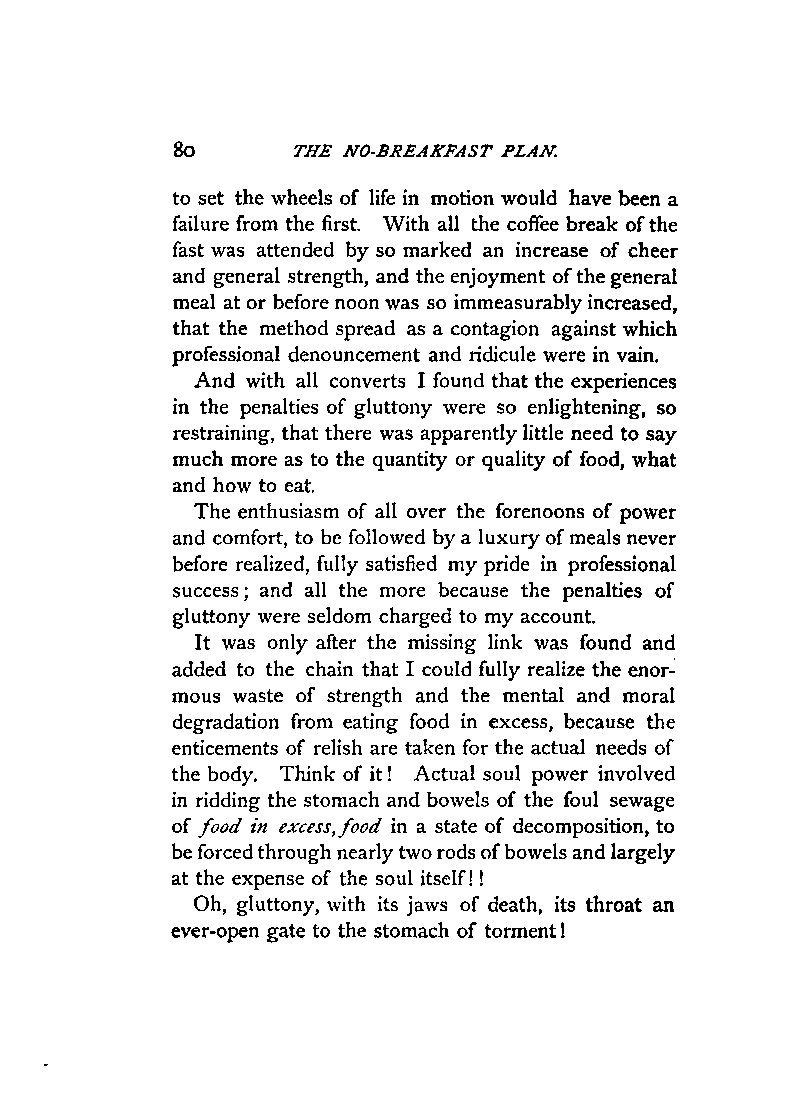 80 THE NO-BREAKFAST PLAN.
to set the wheels of life in motion would have been a
failure from the first. With all the coffee break of the
fast was attended by so marked an increase of cheer
and general strength, and the enjoyment of the general
meal at or before noon was so immeasurably increased,
that the method spread as a contagion against which
professional denouncement and ridicule were in vain.
And with all converts I found that the experiences
in the penalties of gluttony were so enlightening, so
restraining, that there was apparently little need to say
much more as to the quantity or quality of food, what
and how to eat.
The enthusiasm of all over the forenoons of power
and comfort, to be followed by a luxury of meals never
before realized, fully satisfied my pride in professional
success; and all the more because the penalties of
gluttony were seldom charged to my account.
It was only after the missing link was found and
added to the chain that I could fully realize the enor-
mous waste of strength and the mental and moral
degradation from eating food in excess, because the
enticements of relish are taken for the actual needs of
the body. Think of it! Actual soul power involved
in ridding the stomach and bowels of the foul sewage
of food in excess, food in a state of decomposition, to
be forced through nearly two rods of bowels and largely
at the expense of the soul itself!!
Oh, gluttony, with its jaws of death, its throat an
ever-open gate to the stomach of torment!